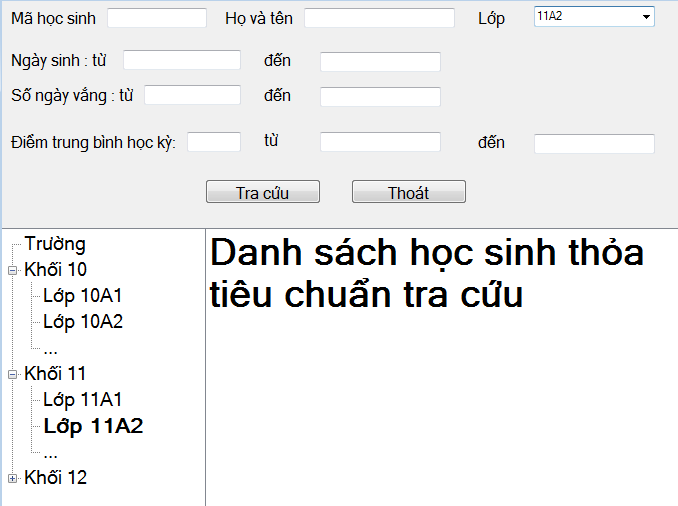 Mã học sinh Họ và tên Lớp 11A2
Ngày sinh : từ đến
Số ngày vắng : từ đến
Điểm trung bình học kỳ: từ đến
Tra cứu Thoát
Trường
Khối 10
Lớp 10A1
Lớp 10A2
...
Khối 11
Lớp 11A1
Lớp 11A2
...
Khối 12
Danh sách học sinh thỏa
tiêu chuẩn tra cứu